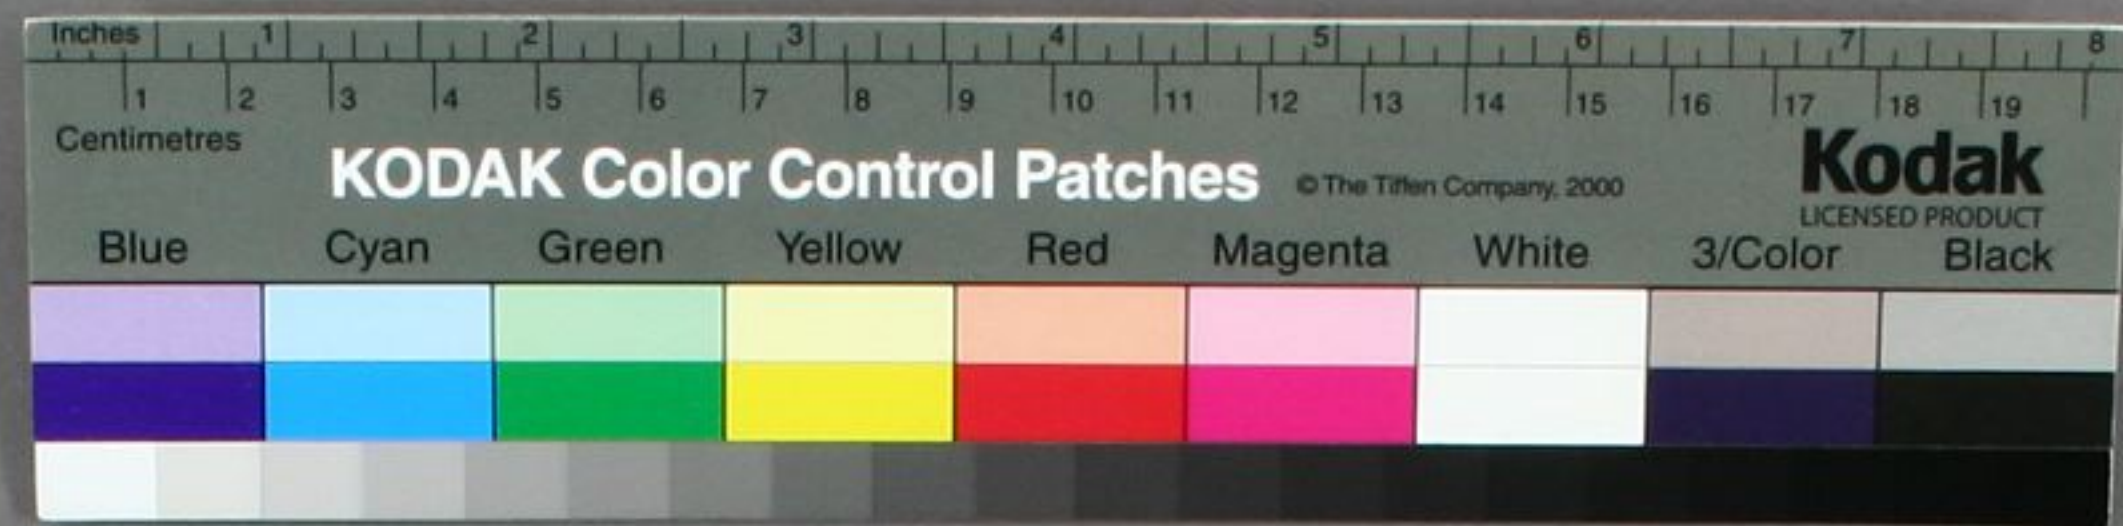 Inches 1 2 3 4 5 6 7 8
1 2 3 4 5 6 7 8 9 10 11 12 13 14 15 16 17 18 19
Centimetres
KODAK Color Control Patches © The Tiffen Company, 2000 Kodak
LICENSED PRODUCT
Blue Cyan Green Yellow Red Magenta White 3/Color Black